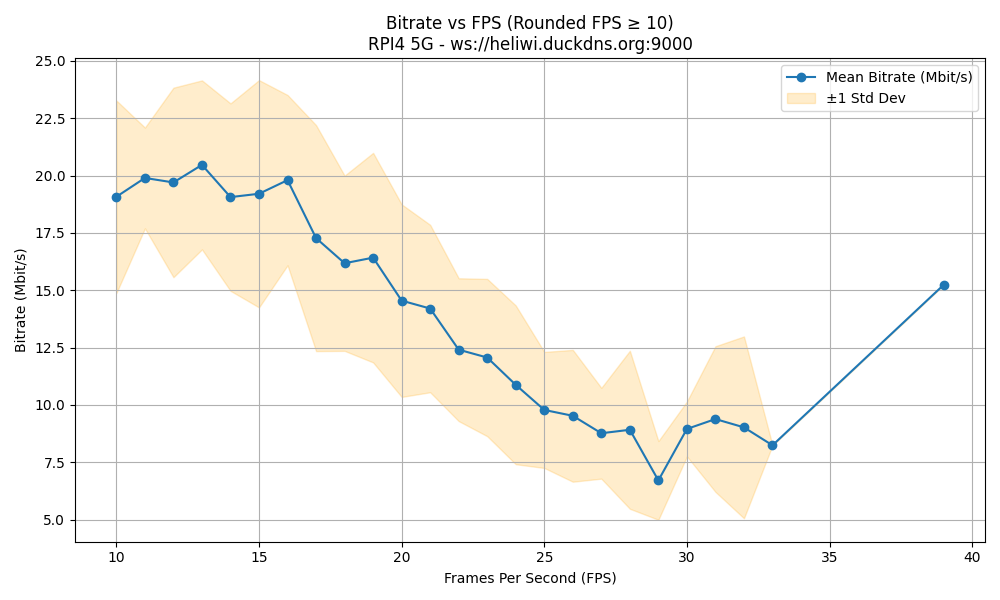 Bitrate vs FPS (Rounded FPS ≥ 10)
RPI4 5G - ws://heliwi.duckdns.org:9000
Mean Bitrate (Mbit/s)
±1 Std Dev
Bitrate (Mbit/s)
25.0
22.5
20.0
17.5
15.0
12.5
10.0
7.5
5.0
10 15 20 25 30 35 40
Frames Per Second (FPS)